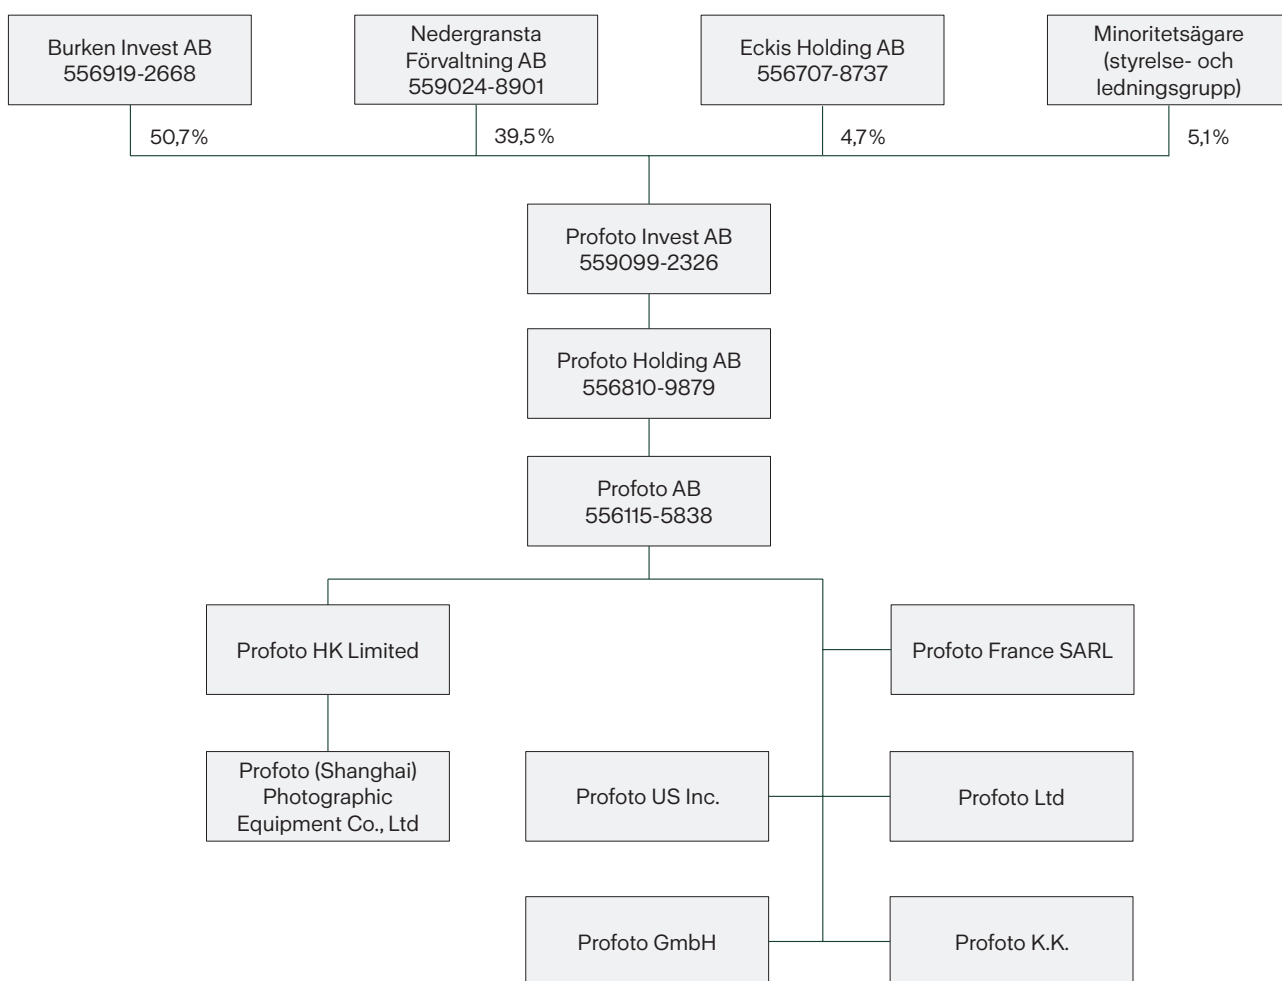 Burken Invest AB
556919-2668
Nedergransta
Förvaltning AB
559024-8901
Eckis Holding AB
556707-8737
Minoritetsägare
(styrelse- och
ledningsgrupp)
50,7%
39,5%
4,7%
5,1%
Profoto Invest AB
559099-2326
Profoto Holding AB
556810-9879
Profoto AB
556115-5838
Profoto HK Limited
Profoto France SARL
Profoto (Shanghai)
Photographic
Equipment Co., Ltd
Profoto US Inc.
Profoto Ltd
Profoto GmbH
Profoto K.K.